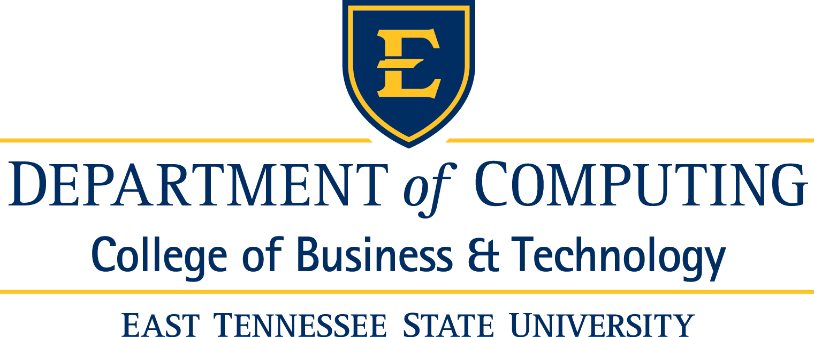 E
DEPARTMENT of COMPUTING
College of Business & Technology
EAST TENNESSEE STATE UNIVERSITY